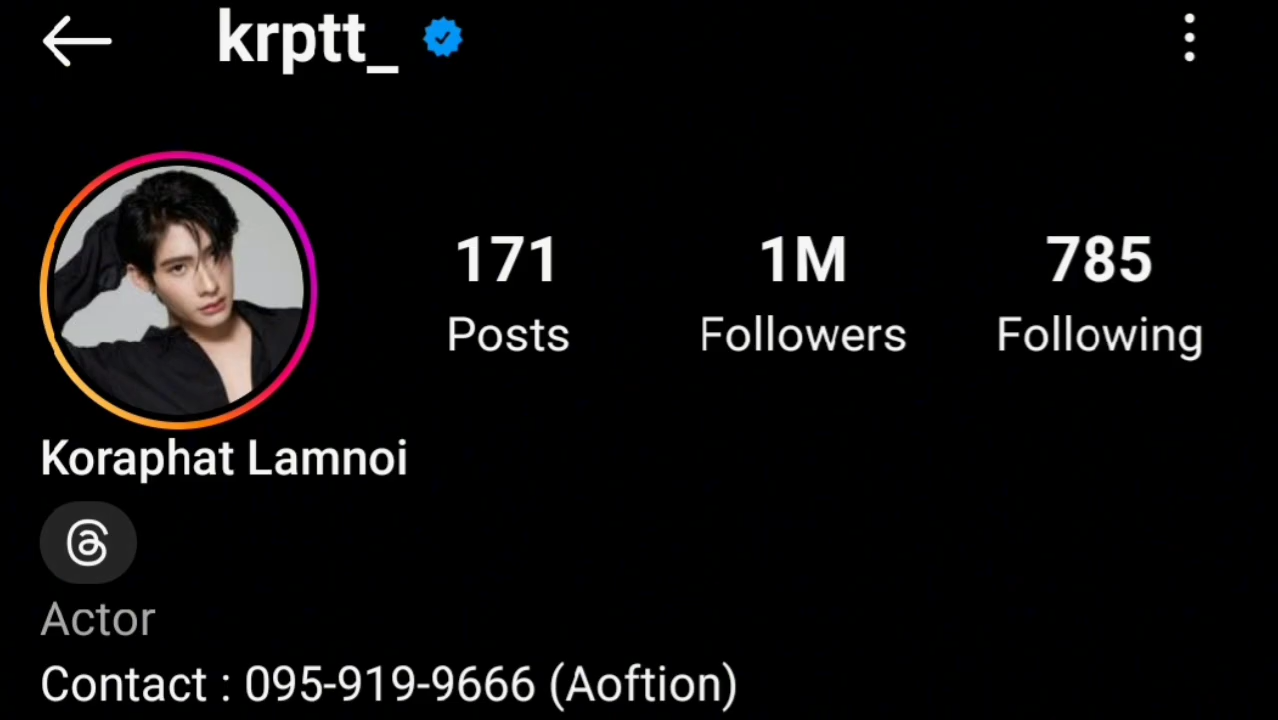 krptt_
171 1M 785
Posts Followers Following
Koraphat Lamnoi
Actor
Contact : 095-919-9666 (Aoftion)